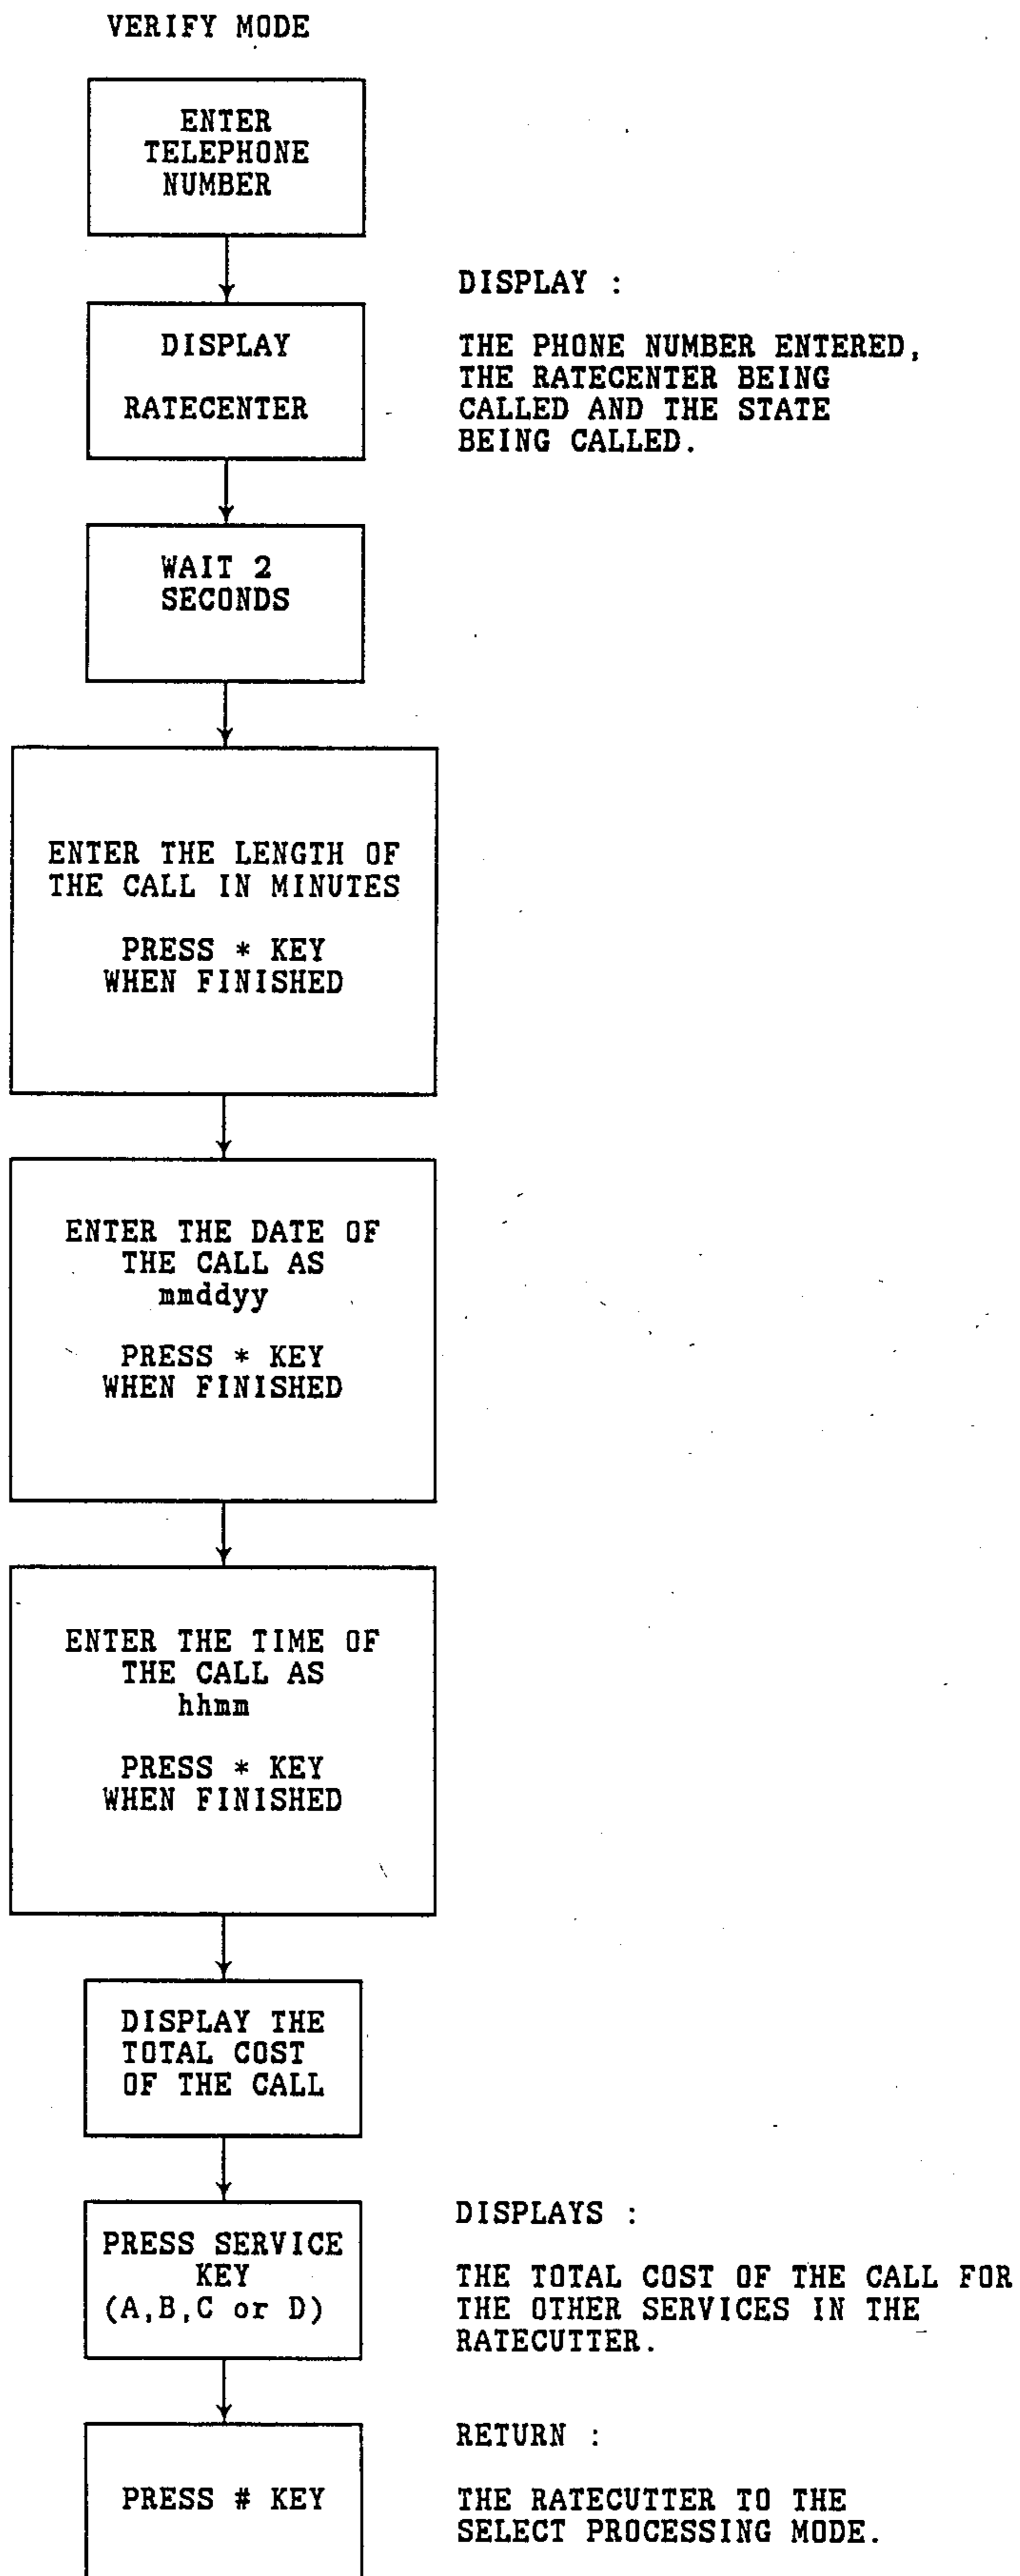 VERIFY MODE
ENTER
TELEPHONE
NUMBER
DISPLAY
RATECENTER
DISPLAY :
THE PHONE NUMBER ENTERED,
THE RATECENTER BEING
CALLED AND THE STATE
BEING CALLED.
WAIT 2
SECONDS
ENTER THE LENGTH OF
THE CALL IN MINUTES
PRESS * KEY
WHEN FINISHED
ENTER THE DATE OF
THE CALL AS
mmddyy
PRESS * KEY
WHEN FINISHED
ENTER THE TIME OF
THE CALL AS
hhmm
PRESS * KEY
WHEN FINISHED
DISPLAY THE
TOTAL COST
OF THE CALL
PRESS SERVICE
KEY
(A,B,C or D)
DISPLAYS :
THE TOTAL COST OF THE CALL FOR
THE OTHER SERVICES IN THE
RATECUTTER.
PRESS # KEY
RETURN :
THE RATECUTTER TO THE
SELECT PROCESSING MODE.